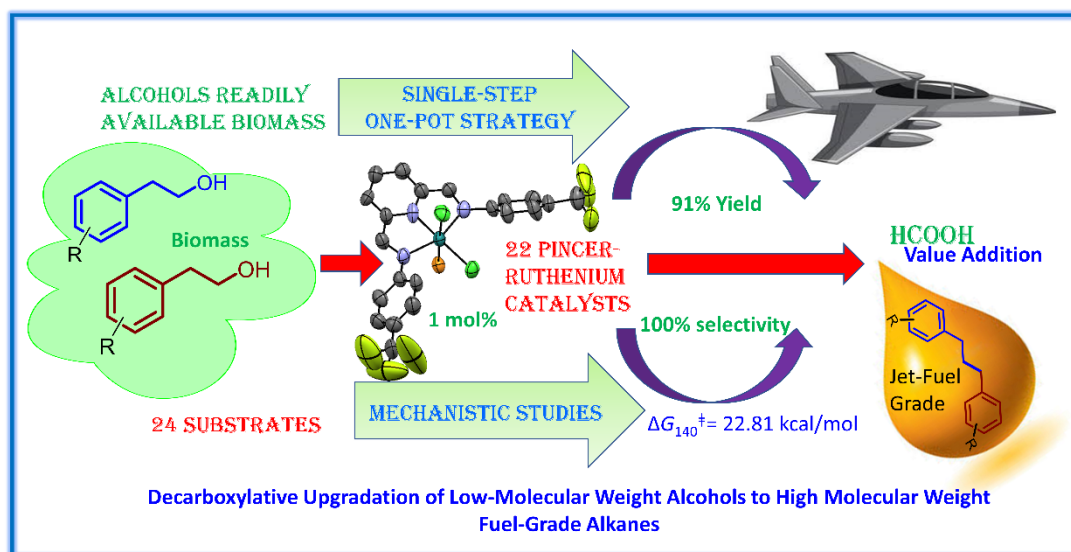 ALCOHOLS READILY
AVAILABLE BIOMASS
SINGLE-STEP
ONE-POT STRATEGY
OH
R
Biomass
OH
R
24 SUBSTRATES
1 mol%
22 PINCER-
RUTHENIUM
CATALYSTS
MECHANISTIC STUDIES
91% Yield
100% selectivity
ΔG₁₄₀‡= 22.81 kcal/mol
HCOOH
Value Addition
R
Jet-Fuel
Grade
R
Decarboxylative Upgradation of Low-Molecular Weight Alcohols to High Molecular Weight
Fuel-Grade Alkanes